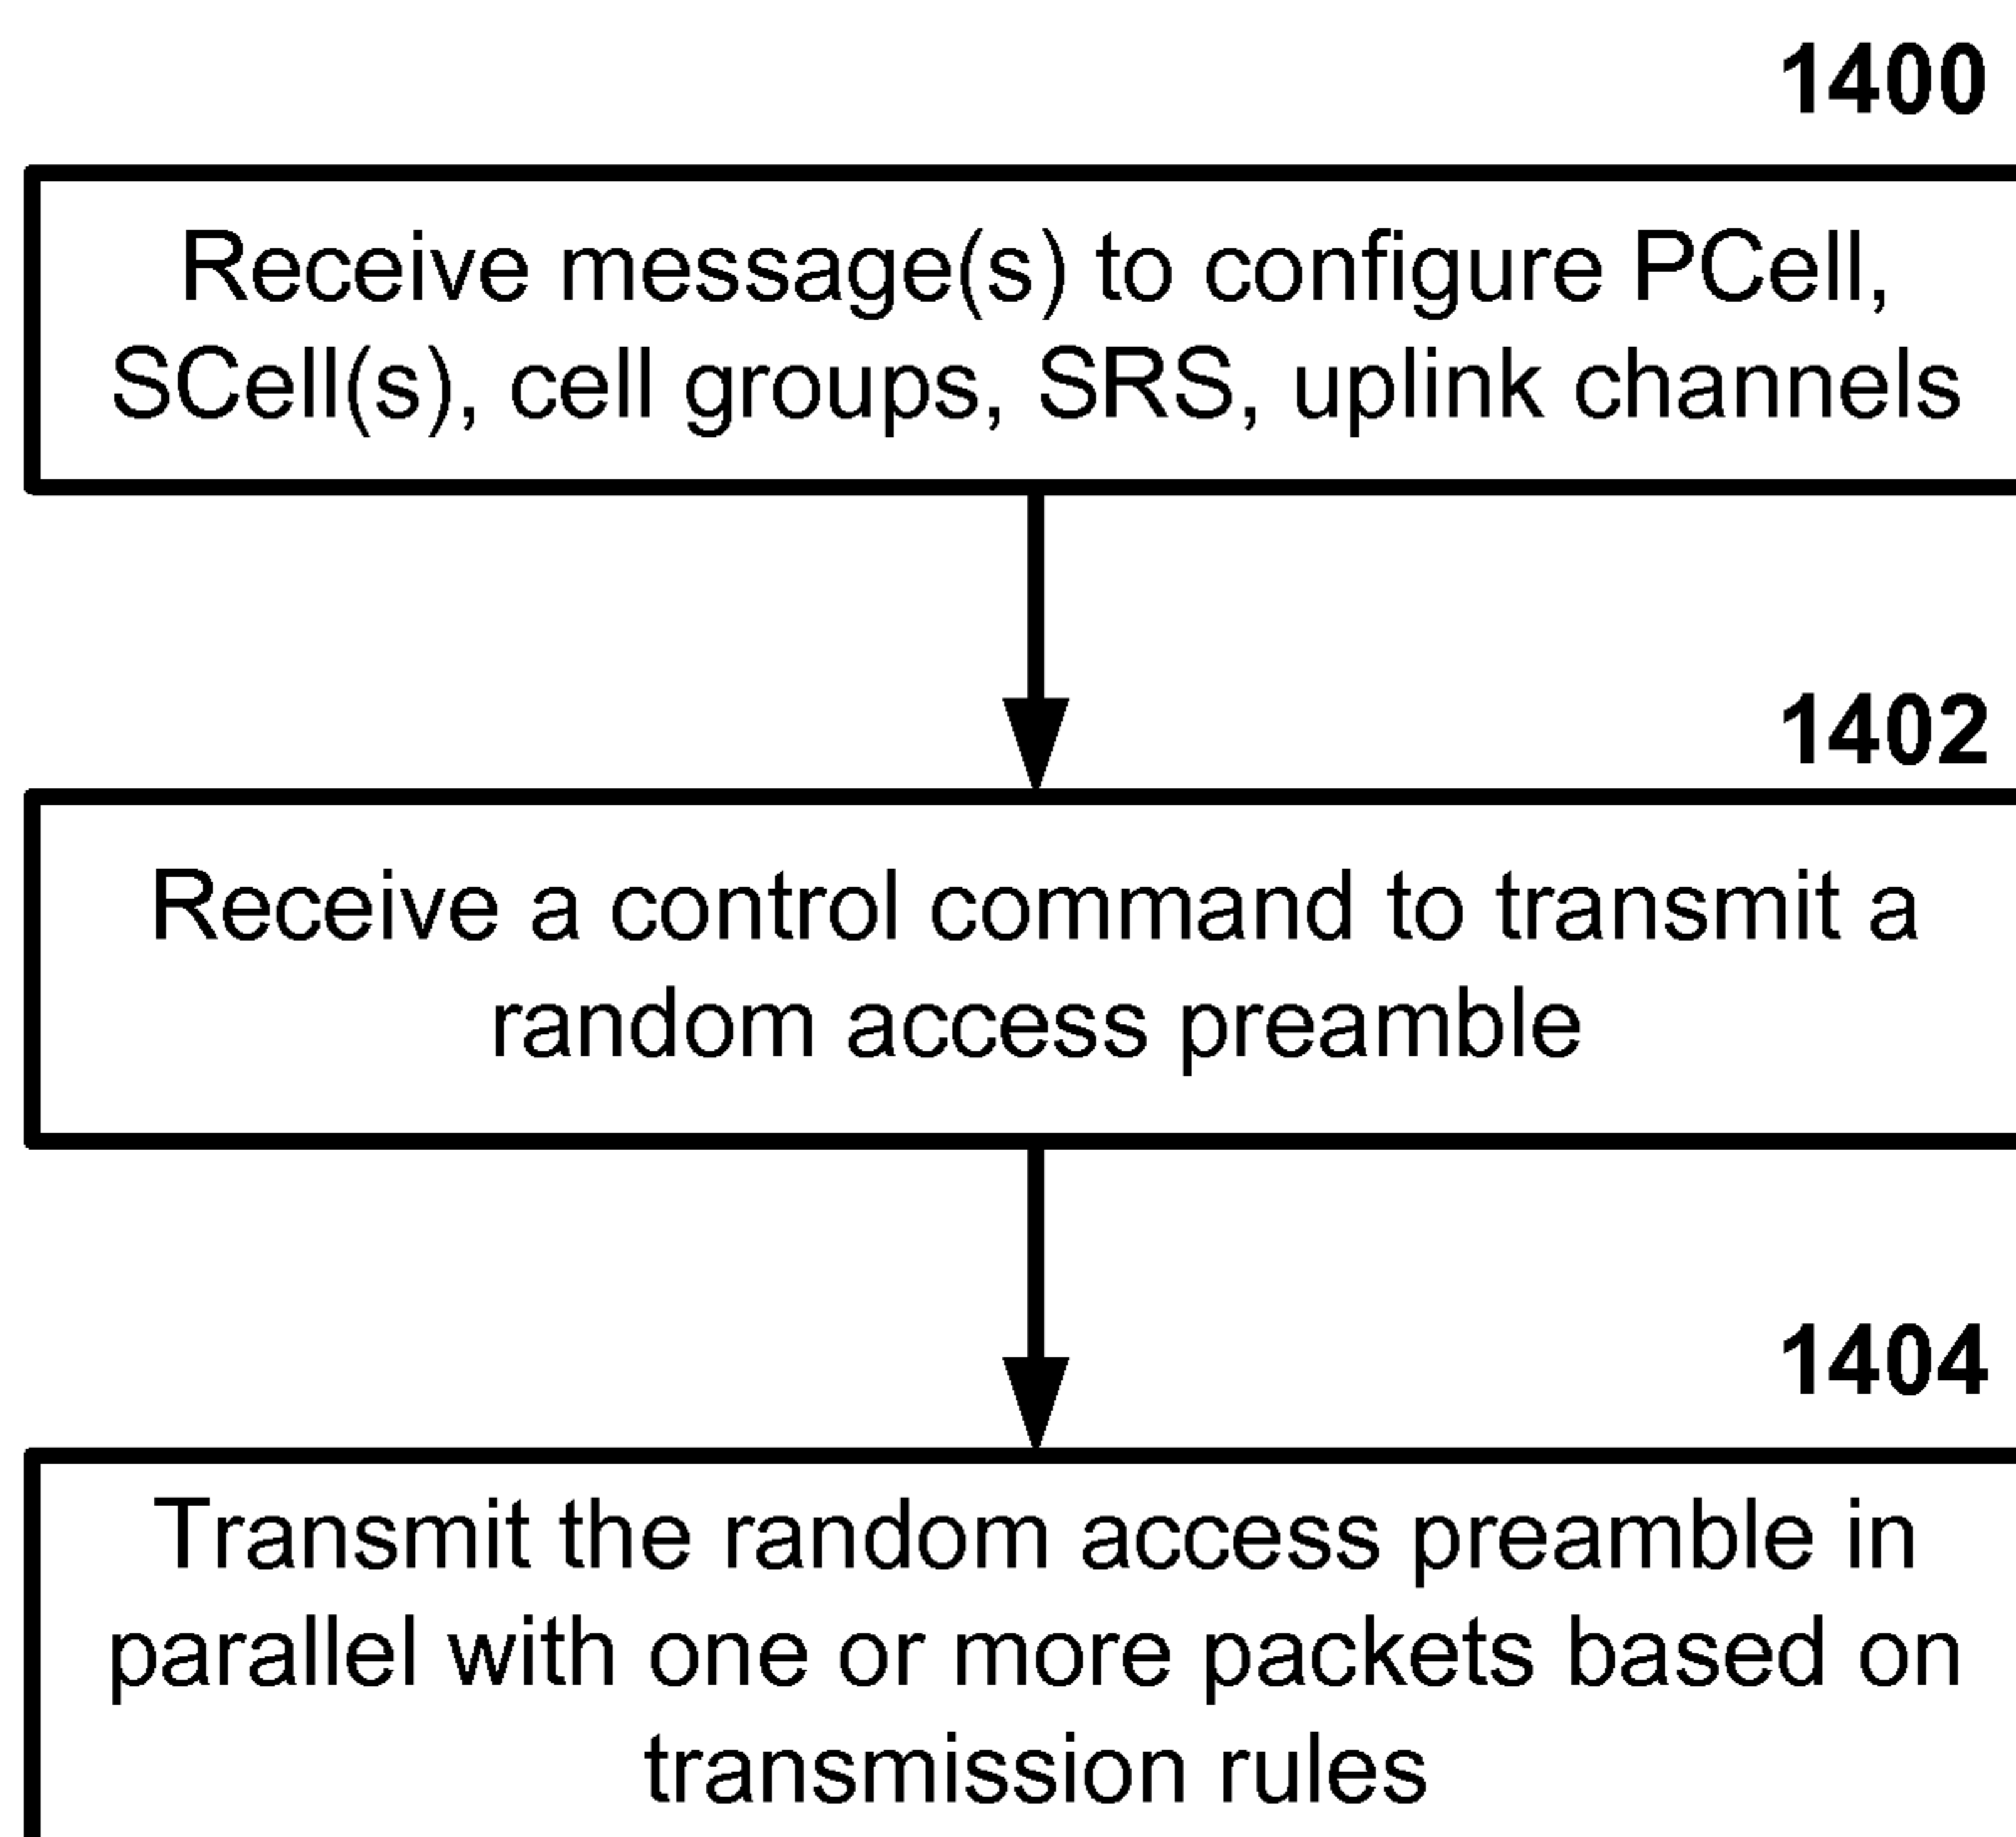 1400
Receive message(s) to configure PCell,
SCell(s), cell groups, SRS, uplink channels
1402
Receive a control command to transmit a
random access preamble
1404
Transmit the random access preamble in
parallel with one or more packets based on
transmission rules